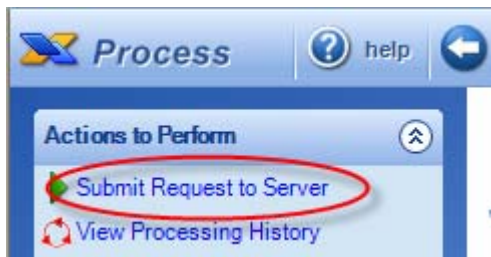 Process help
Actions to Perform
Submit Request to Server
View Processing History